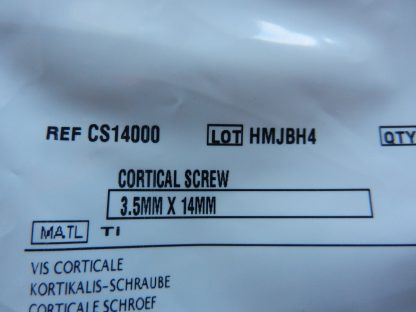 REF CS14000 LOT HMJBH4 QTY
CORTICAL SCREW
3.5MM X 14MM
MATL Ti
VIS CORTICALE
KORTIKALIS-SCHRAUBE
CORTICALE SCHROEF